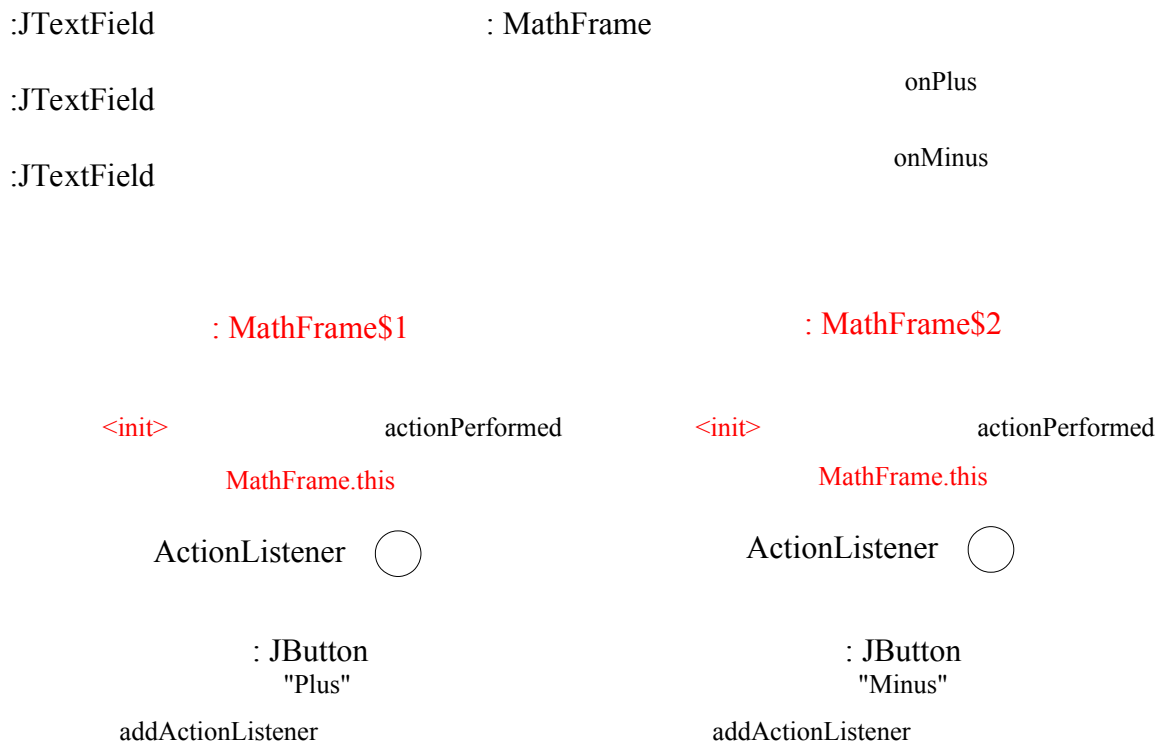 :JTextField
: MathFrame
onPlus
:JTextField
onMinus
:JTextField
: MathFrame$1
: MathFrame$2
<init>
actionPerformed
<init>
actionPerformed
MathFrame.this
MathFrame.this
ActionListener
ActionListener
: JButton
: JButton
"Plus"
"Minus"
addActionListener
addActionListener